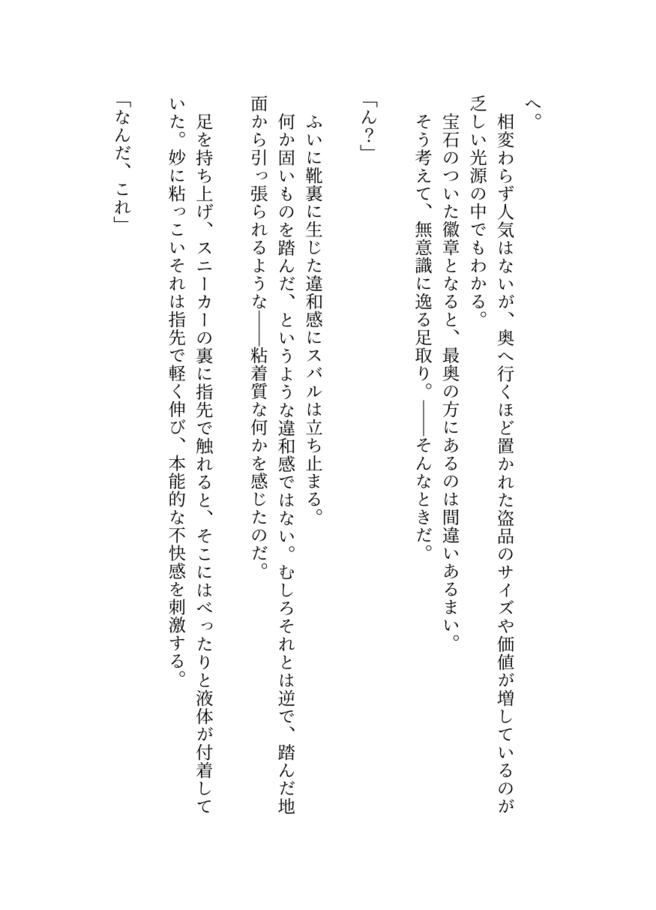 へ。
　相変わらず人気はないが、奥へ行くほど置かれた盗品のサイズや価値が増しているのが
乏しい光源の中でもわかる。
　宝石のついた徽章となると、最奥の方にあるのは間違いあるまい。
　そう考えて、無意識に逸る足取り。――そんなときだ。
「ん？」
　ふいに靴裏に生じた違和感にスバルは立ち止まる。
　何か固いものを踏んだ、というような違和感ではない。むしろそれとは逆で、踏んだ地
面から引っ張られるような――粘着質な何かを感じたのだ。
　足を持ち上げ、スニーカーの裏に指先で触れると、そこにはべったりと液体が付着して
いた。妙に粘っこいそれは指先で軽く伸び、本能的な不快感を刺激する。
「なんだ、これ」